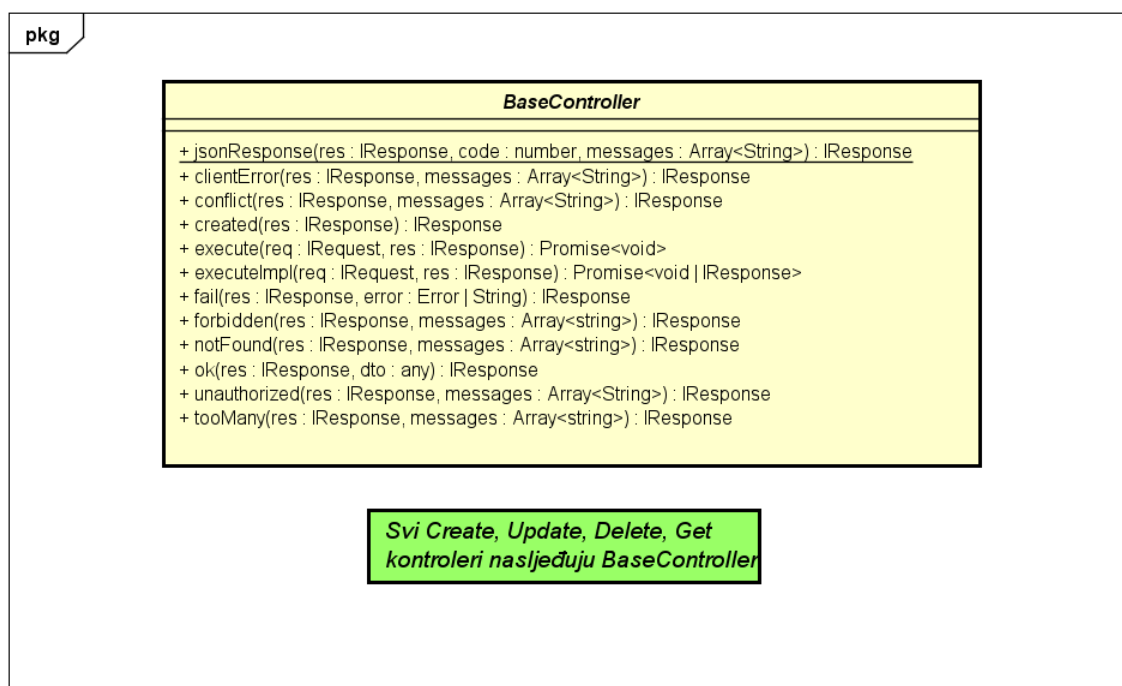 pkg
BaseController
+ jsonResponse(res : IResponse, code : number, messages : Array<String>) : IResponse
+ clientError(res : IResponse, messages : Array<String>) : IResponse
+ conflict(res : IResponse, messages : Array<String>) : IResponse
+ created(res : IResponse) : IResponse
+ execute(req : IRequest, res : IResponse) : Promise<void>
+ executeImpl(req : IRequest, res : IResponse) : Promise<void | IResponse>
+ fail(res : IResponse, error : Error | String) : IResponse
+ forbidden(res : IResponse, messages : Array<string>) : IResponse
+ notFound(res : IResponse, messages : Array<string>) : IResponse
+ ok(res : IResponse, dto : any) : IResponse
+ unauthorized(res : IResponse, messages : Array<String>) : IResponse
+ tooMany(res : IResponse, messages : Array<string>) : IResponse
Svi Create, Update, Delete, Get
kontroleri nasljeđuju BaseController